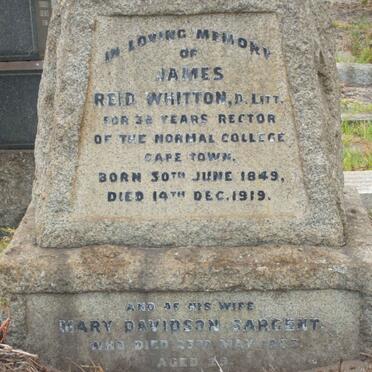 IN LOVING MEMORY
OF
JAMES
REID WHITTON, D. LITT.
FOR 38 YEARS RECTOR
OF THE NORMAL COLLEGE
CAPE TOWN.
BORN 30TH JUNE 1849,
DIED 14TH DEC. 1919.
AND OF HIS WIFE
MARY DAVIDSON SARGENT
WHO DIED 23RD MAY
AGED